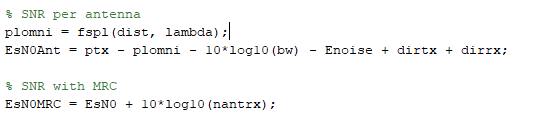 % SNR per antenna
plomni = fspl(dist, lambda);
EsN0Ant = ptx - plomni - 10*log10(bw) - Enoise + dirtx + dirrx;
% SNR with MRC
EsN0MRC = EsN0 + 10*log10(nantrx);